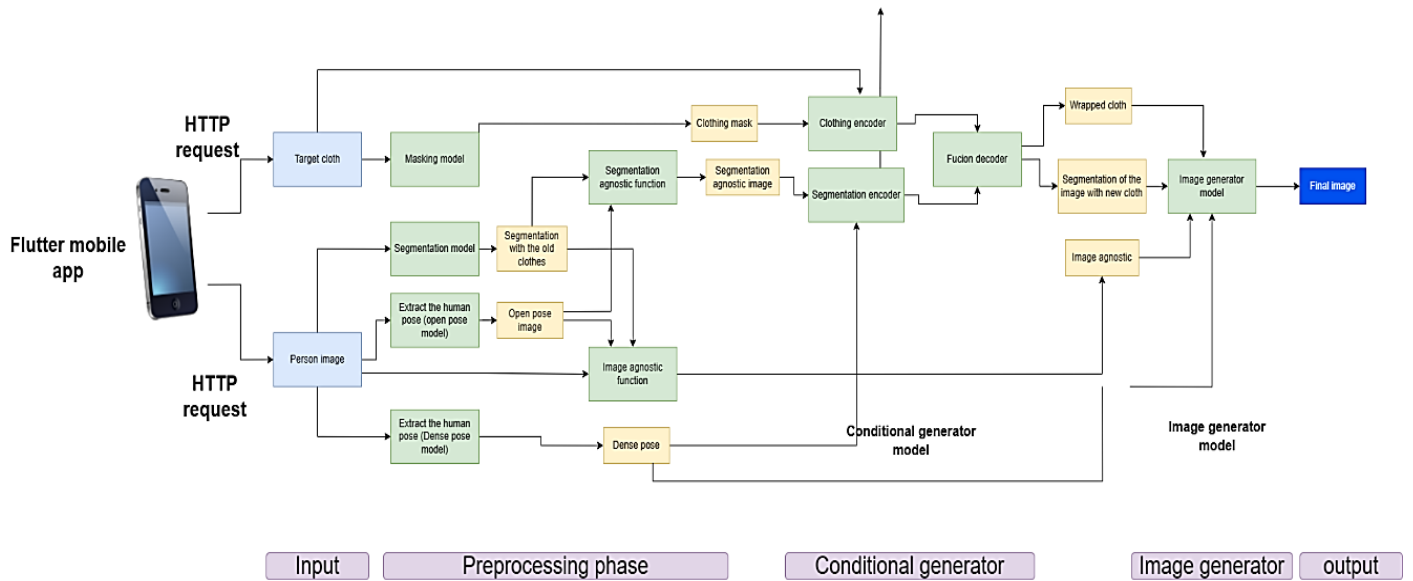 HTTP
request
Flutter mobile
app
HTTP
request
Target cloth
Person image
Masking model
Segmentation model
Extract the human
pose (open pose
model)
Extract the human
pose (Dense pose
model)
Segmentation
with the old
clothes
Open pose
image
Segmentation
agnostic function
Image agnostic
function
Dense pose
Clothing mask
Segmentation
agnostic image
Clothing encoder
Segmentation encoder
Conditional generator
model
Fucion decoder
Wrapped cloth
Segmentation of the
image with new cloth
Image agnostic
Image generator
model
Image generator
model
Final image
Input
Preprocessing phase
Conditional generator
Image generator
output